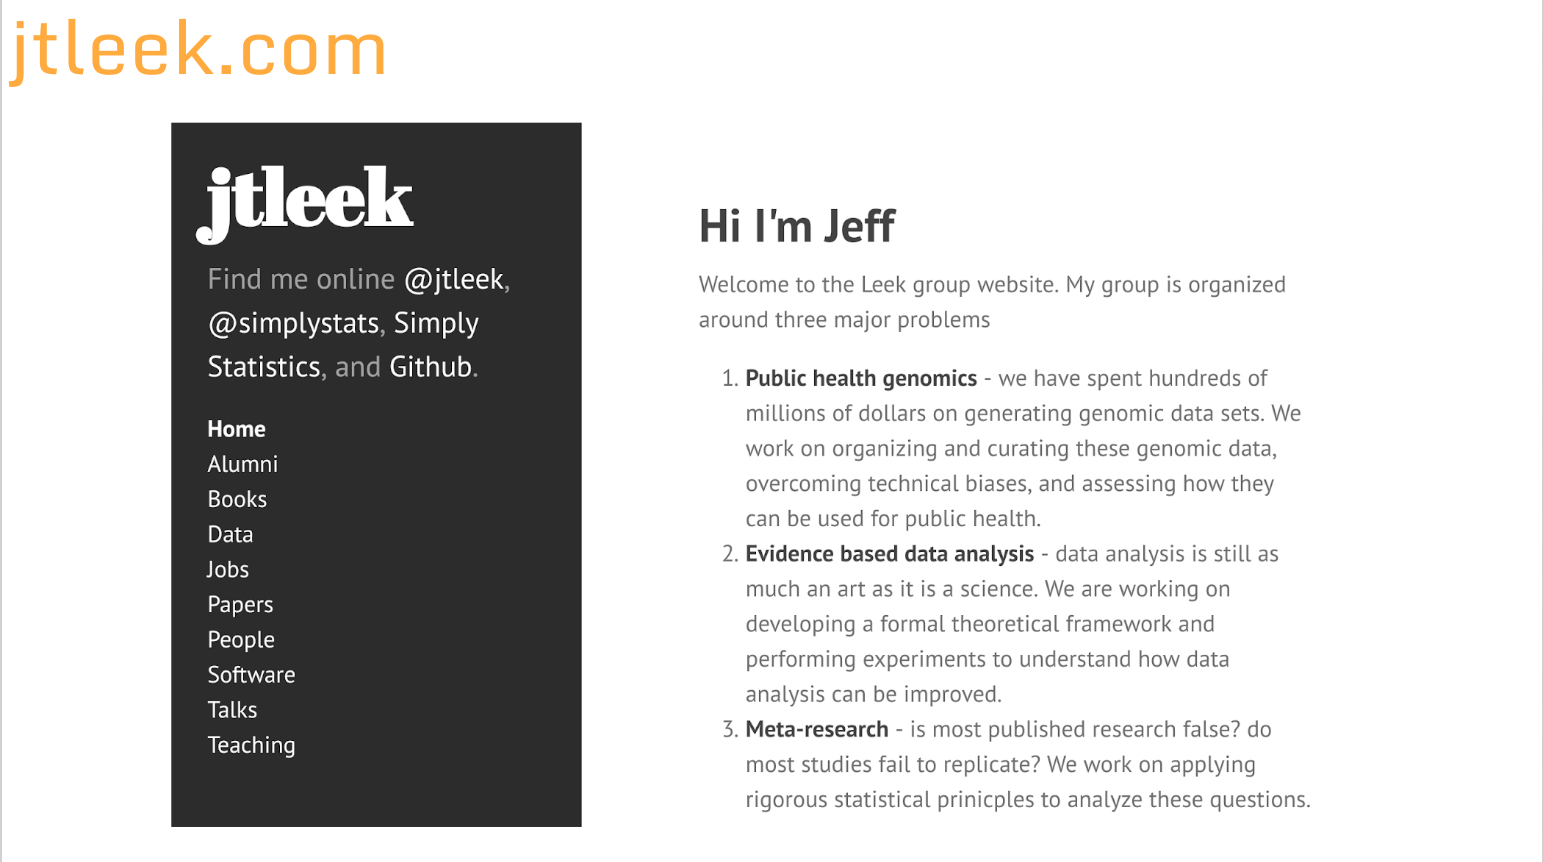 jtleek.com
jtleek
Find me online @jtleek,
@simplystats, Simply
Statistics, and Github.
Home
Alumni
Books
Data
Jobs
Papers
People
Software
Talks
Teaching
Hi I'm Jeff
Welcome to the Leek group website. My group is organized
around three major problems
1. Public health genomics - we have spent hundreds of
millions of dollars on generating genomic data sets. We
work on organizing and curating these genomic data,
overcoming technical biases, and assessing how they
can be used for public health.
2. Evidence based data analysis - data analysis is still as
much an art as it is a science. We are working on
developing a formal theoretical framework and
performing experiments to understand how data
analysis can be improved.
3. Meta-research - is most published research false? do
most studies fail to replicate? We work on applying
rigorous statistical prinicples to analyze these questions.